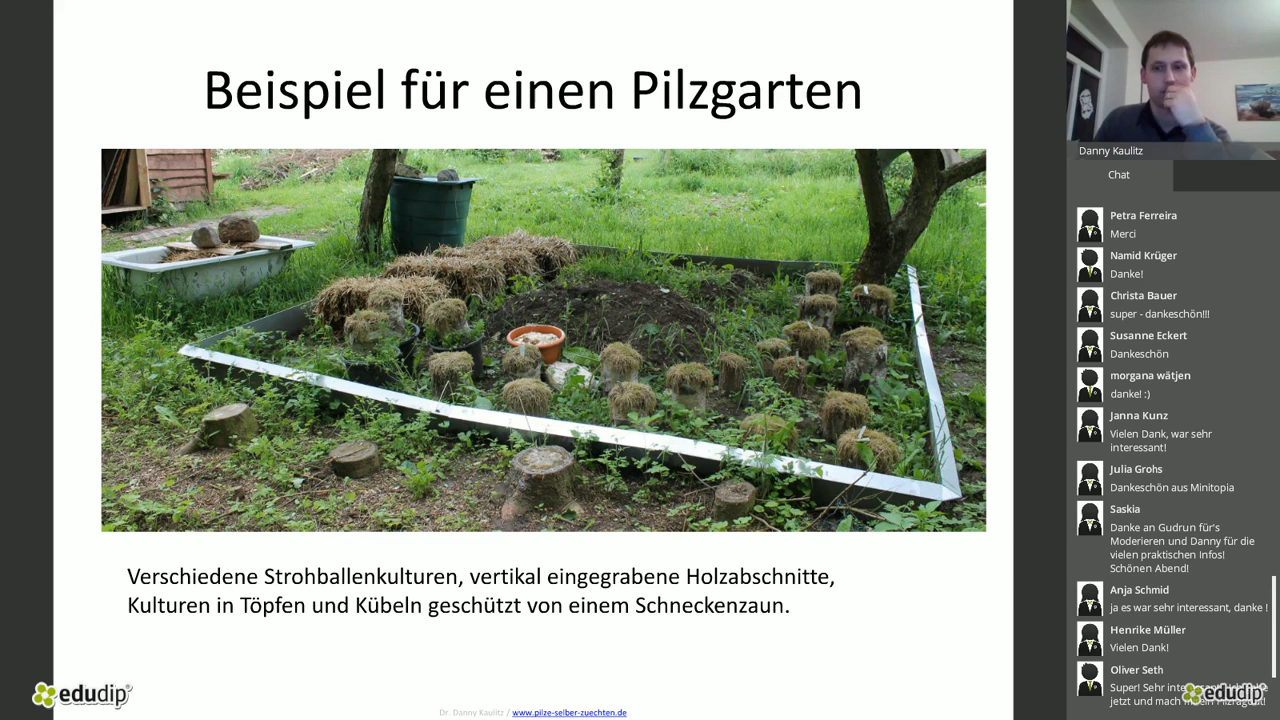 Beispiel für einen Pilzgarten
Verschiedene Strohballenkulturen, vertikal eingegrabene Holzabschnitte,
Kulturen in Töpfen und Kübeln geschützt von einem Schneckenzaun.
edudip
Dr. Danny Kaulitz / www.pilze-selber-zuechten.de
Danny Kaulitz
Chat
Petra Ferreira
Merci
Namid Krüger
Danke!
Christa Bauer
super - dankeschön!!!
Susanne Eckert
Dankeschön
morgana wätjen
danke! :)
Janna Kunz
Vielen Dank, war sehr
interessant!
Julia Grohs
Dankeschön aus Minitopia
Saskia
Danke an Gudrun für's
Moderieren und Danny für die
vielen praktischen Infos!
Schönen Abend!
Anja Schmid
ja es war sehr interessant, danke !
Henrike Müller
Vielen Dank!
Oliver Seth
Super! Sehr
jetzt und mach
edudip